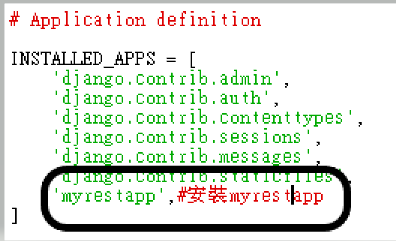 # Application definition
INSTALLED_APPS = [
'django.contrib.admin',
'django.contrib.auth',
'django.contrib.contenttypes',
'django.contrib.sessions',
'django.contrib.messages',
'django.contrib.staticfiles',
'myrestapp',#安裝myrestapp
]